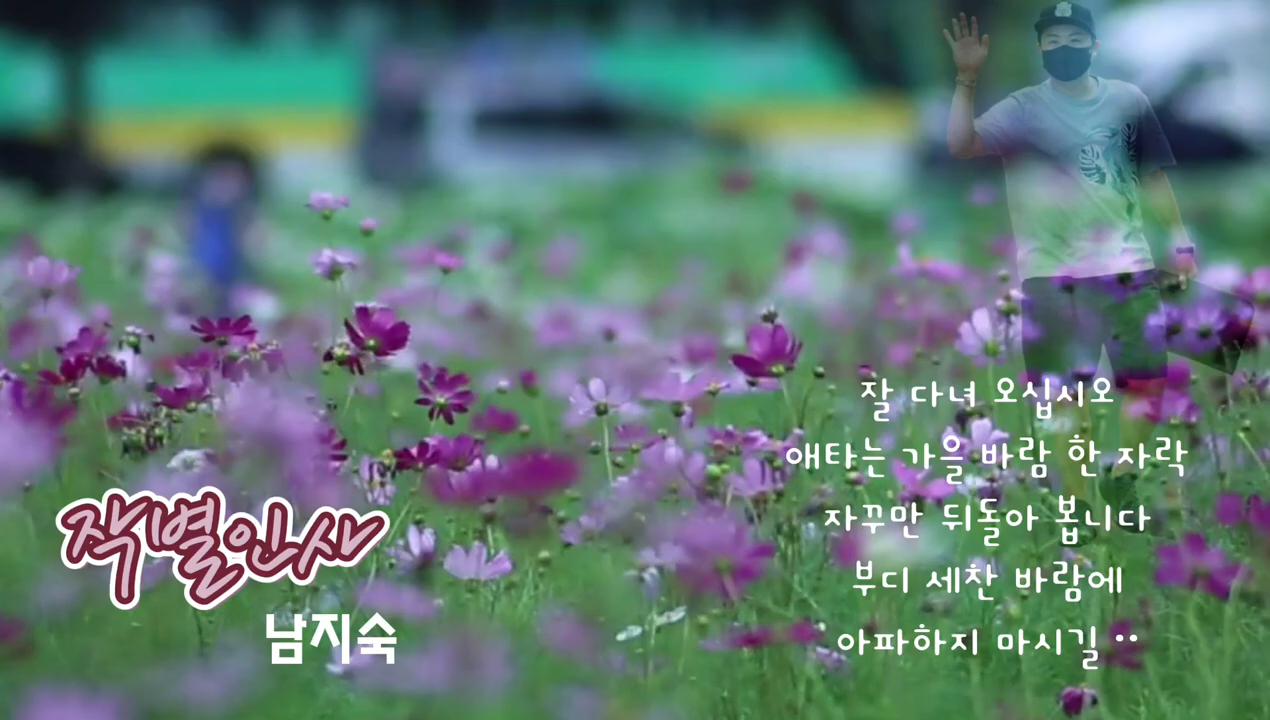 작별인사
남지숙
잘 다녀 오십시오
애타는 가을 바람 한 자락
자꾸만 뒤돌아 봅니다
부디 세찬 바람에
아파하지 마시길 ··